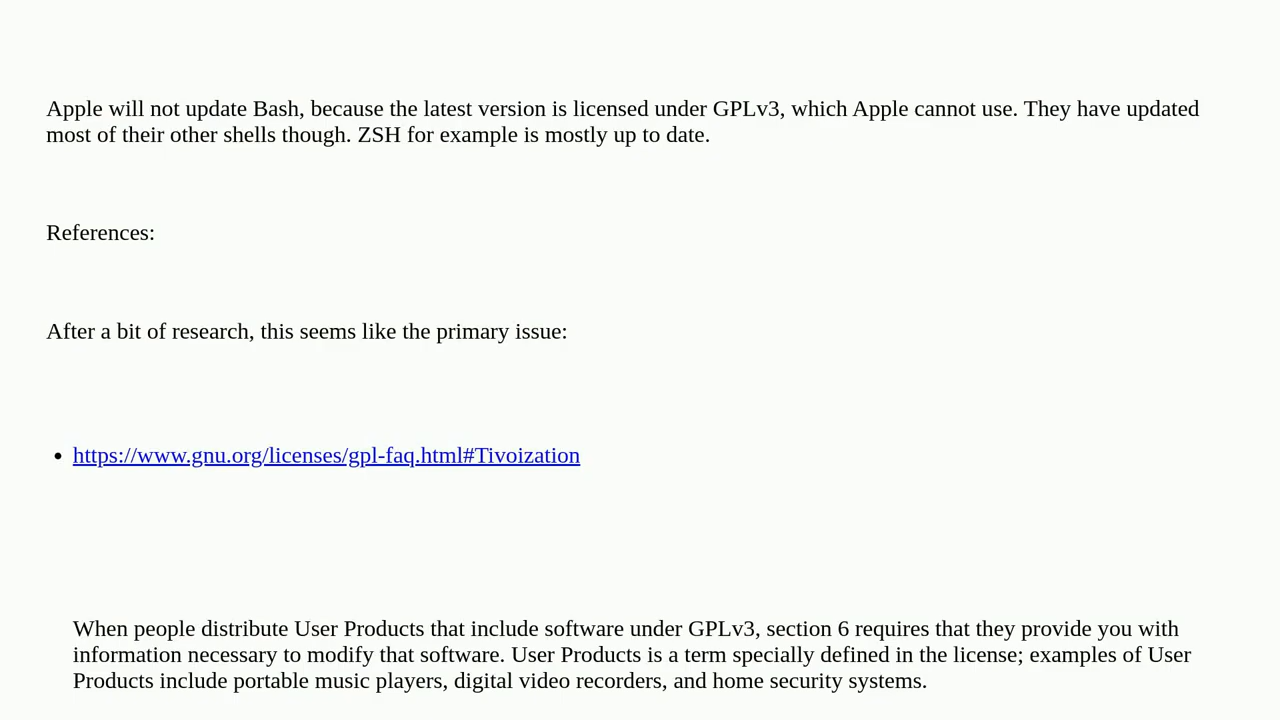 Apple will not update Bash, because the latest version is licensed under GPLv3, which Apple cannot use. They have updated
most of their other shells though. ZSH for example is mostly up to date.
References:
After a bit of research, this seems like the primary issue:
• https://www.gnu.org/licenses/gpl-faq.html#Tivoization
When people distribute User Products that include software under GPLv3, section 6 requires that they provide you with
information necessary to modify that software. User Products is a term specially defined in the license; examples of User
Products include portable music players, digital video recorders, and home security systems.